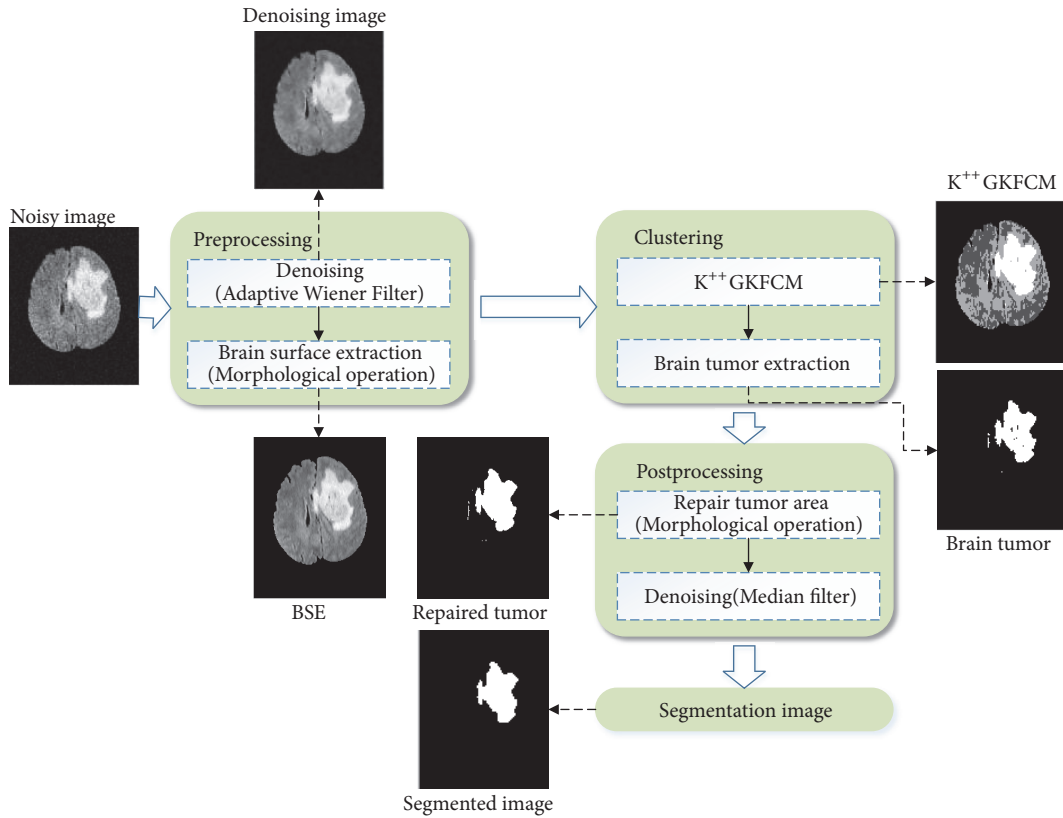 Denoising image
Noisy image
Preprocessing
Denoising
(Adaptive Wiener Filter)
Brain surface extraction
(Morphological operation)
BSE
Clustering
K++ GKFCM
Brain tumor extraction
K++ GKFCM
Brain tumor
Postprocessing
Repair tumor area
(Morphological operation)
Denoising(Median filter)
Repaired tumor
Segmentation image
Segmented image